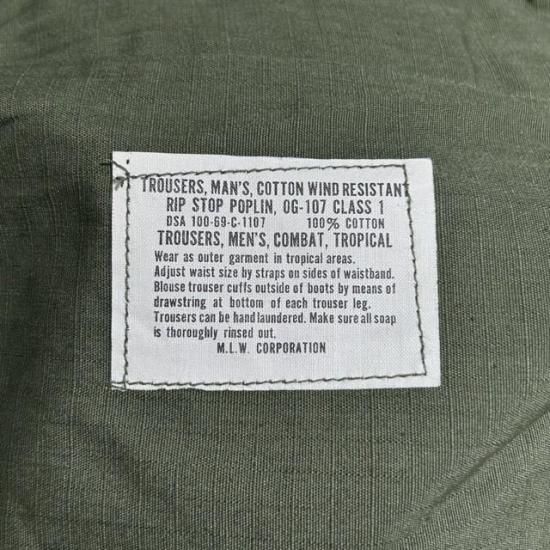 TROUSERS, MAN'S, COTTON WIND RESISTANT
RIP STOP POPLIN, OG-107 CLASS 1
DSA 100-69-C-1107 100% COTTON
TROUSERS, MEN'S, COMBAT, TROPICAL
Wear as outer garment in tropical areas.
Adjust waist size by straps on sides of waistband.
Blouse trouser cuffs outside of boots by means of
drawstring at bottom of each trouser leg.
Trousers can be hand laundered. Make sure all soap
is thoroughly rinsed out.
M.L.W. CORPORATION